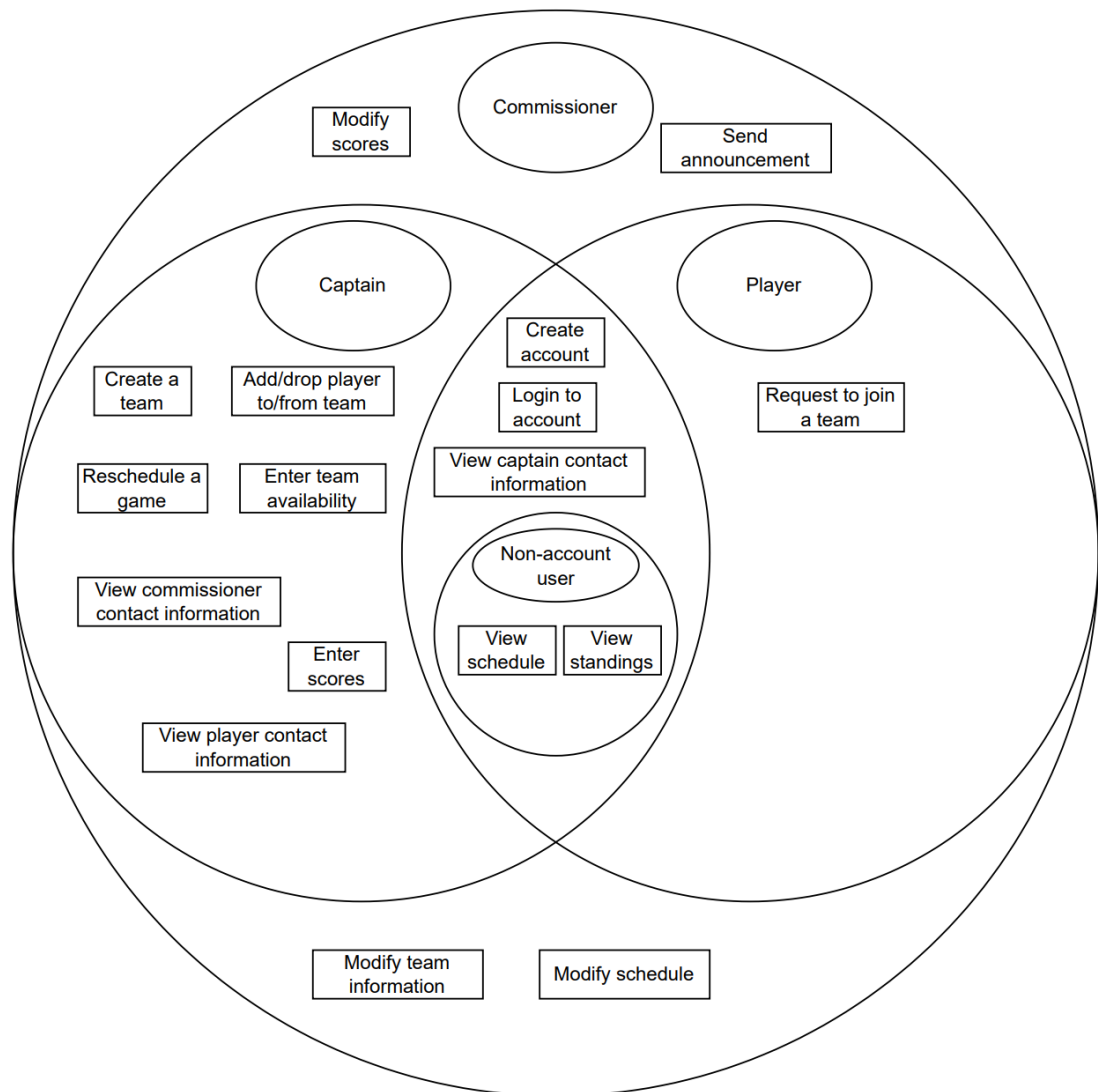 Commissioner
Modify
scores
Send
announcement
Captain
Player
Create
account
Create a
team
Add/drop player
to/from team
Login to
account
Request to join
a team
View captain contact
information
Reschedule a
game
Enter team
availability
Non-account
user
View commissioner
contact information
View
schedule
View
standings
Enter
scores
View player contact
information
Modify team
information
Modify schedule